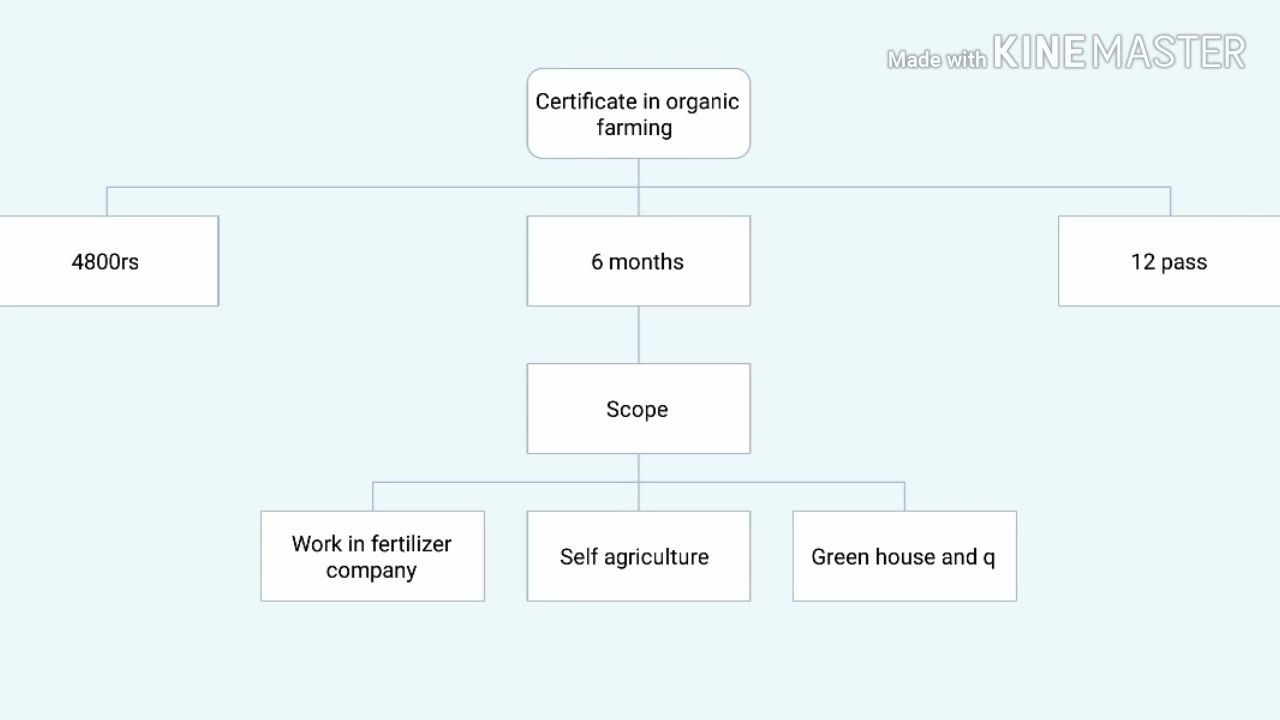 Made with KINEMASTER
Certificate in organic
farming
4800rs
6 months
12 pass
Scope
Work in fertilizer
company
Self agriculture
Green house and q